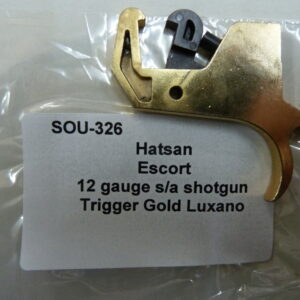 SOU-326
Hatsan
Escort
12 gauge s/a shotgun
Trigger Gold Luxano